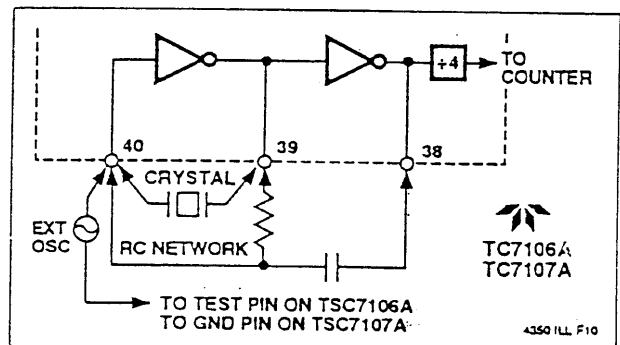 ÷4
TO
COUNTER
40
39
38
CRYSTAL
EXT
OSC
RC NETWORK
TC7106A
TC7107A
TO TEST PIN ON TSC7106A
TO GND PIN ON TSC7107A
4350 ILL F10